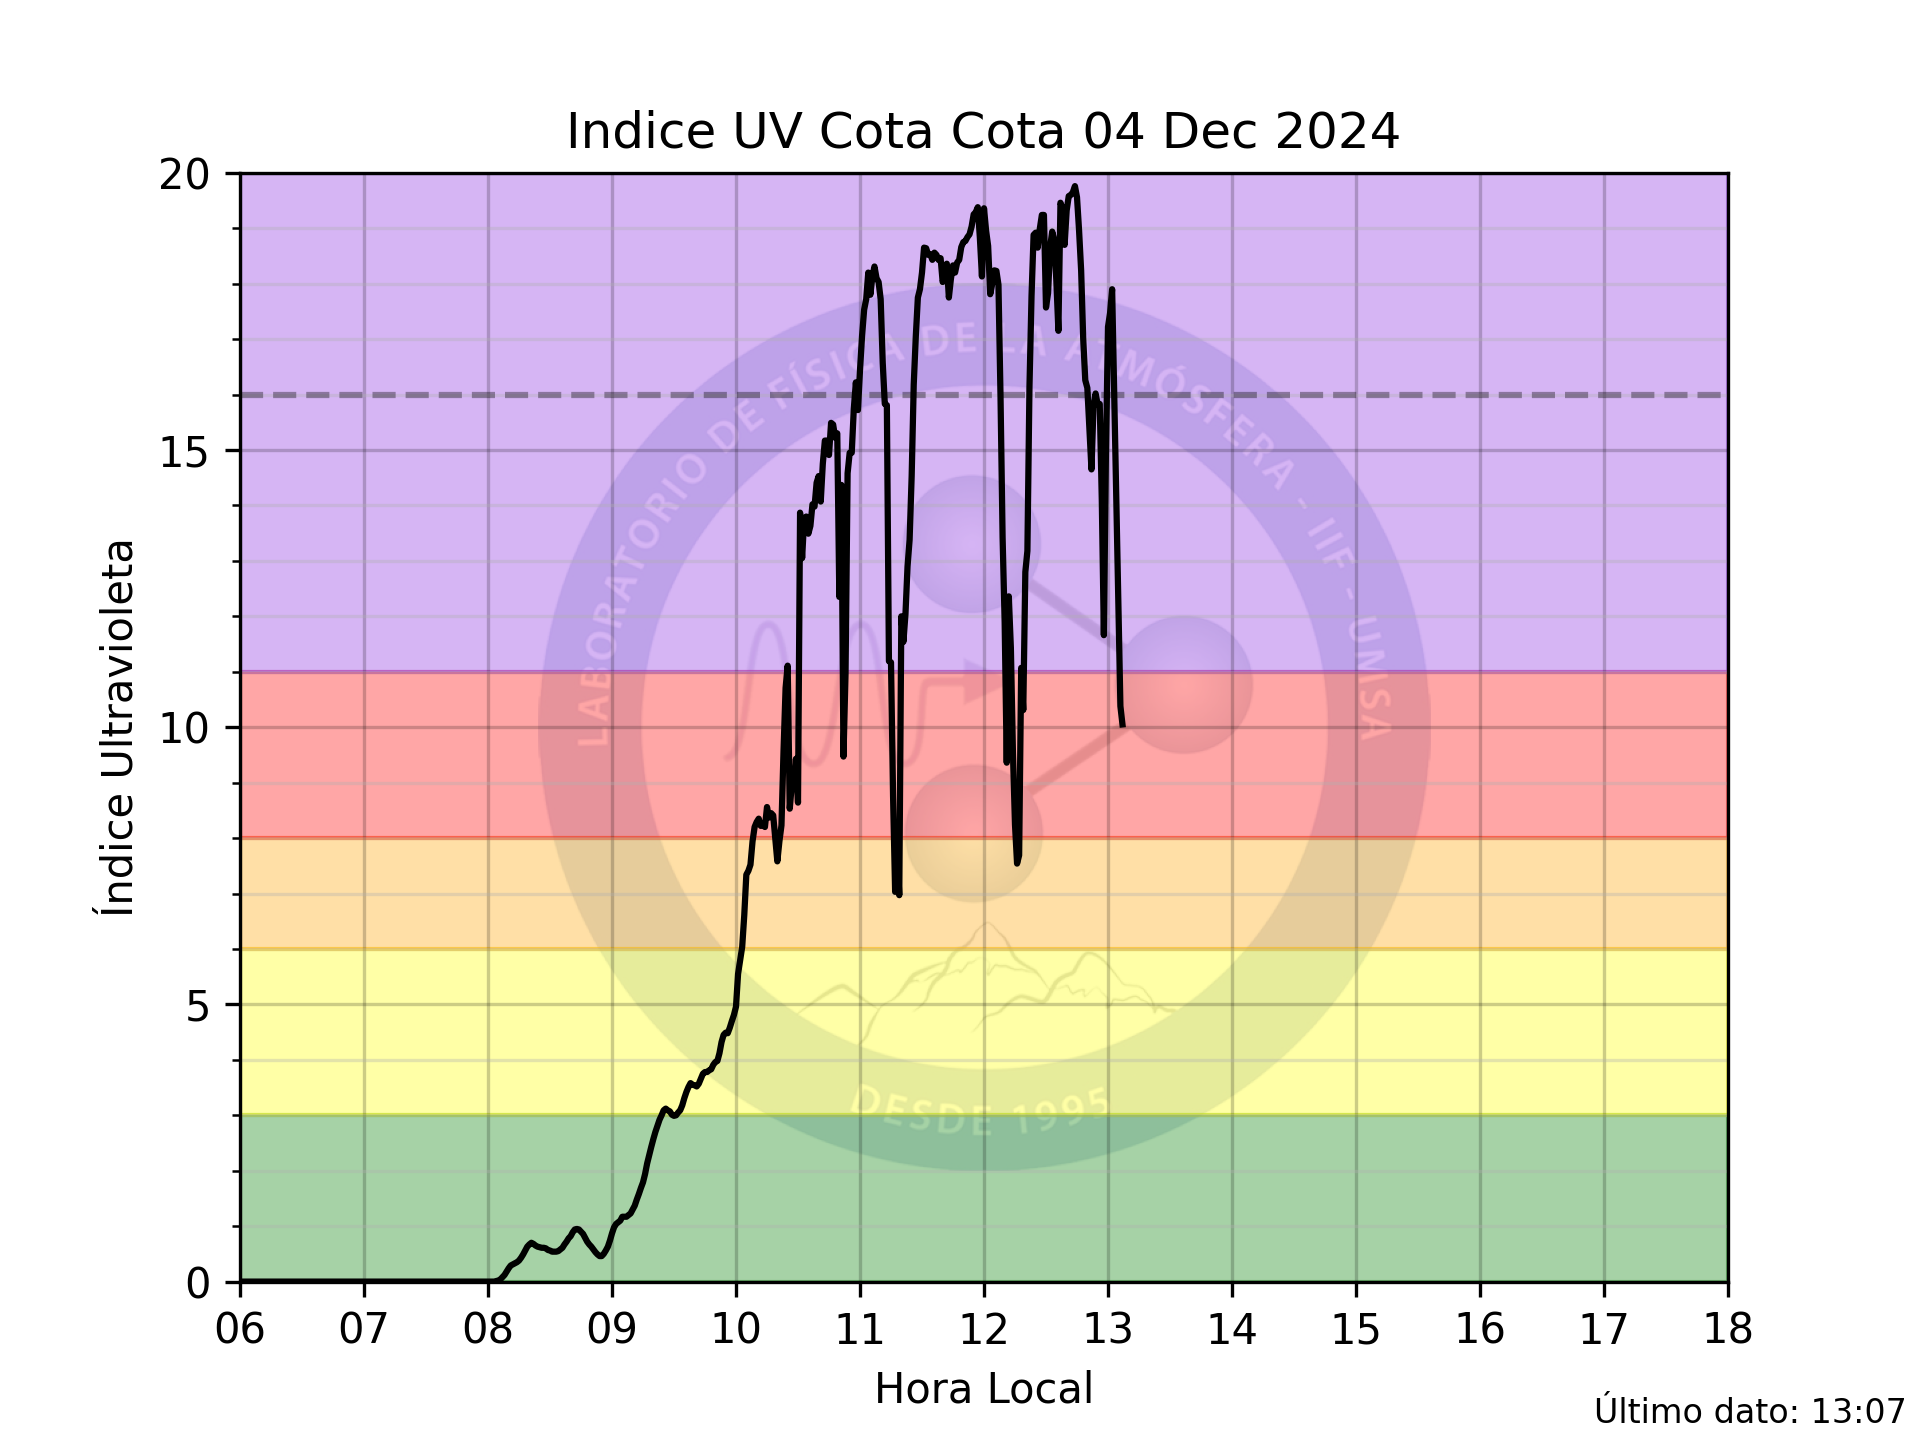 Indice UV Cota Cota 04 Dec 2024
20
15
10
5
0
Índice Ultravioleta
LABORATORIO DE FÍSICA DE LA ATMÓSFERA - IIF - UMSA
DESDE 1995
06 07 08 09 10 11 12 13 14 15 16 17 18
Hora Local
Último dato: 13:07